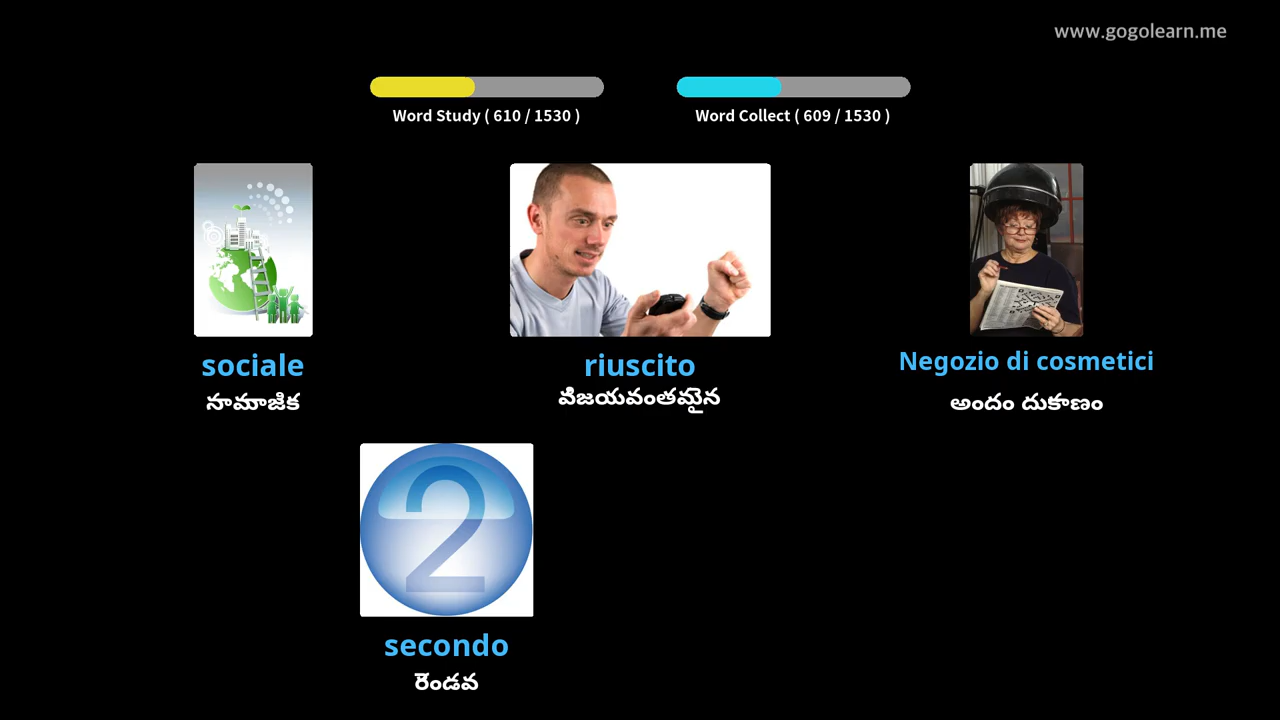 www.gogolearn.me
Word Study ( 610 / 1530 )
Word Collect ( 609 / 1530 )
sociale
నామాజిక
riuscito
విజయవంతమైన
Negozio di cosmetici
అందం దుకాణం
2
secondo
రెండవ